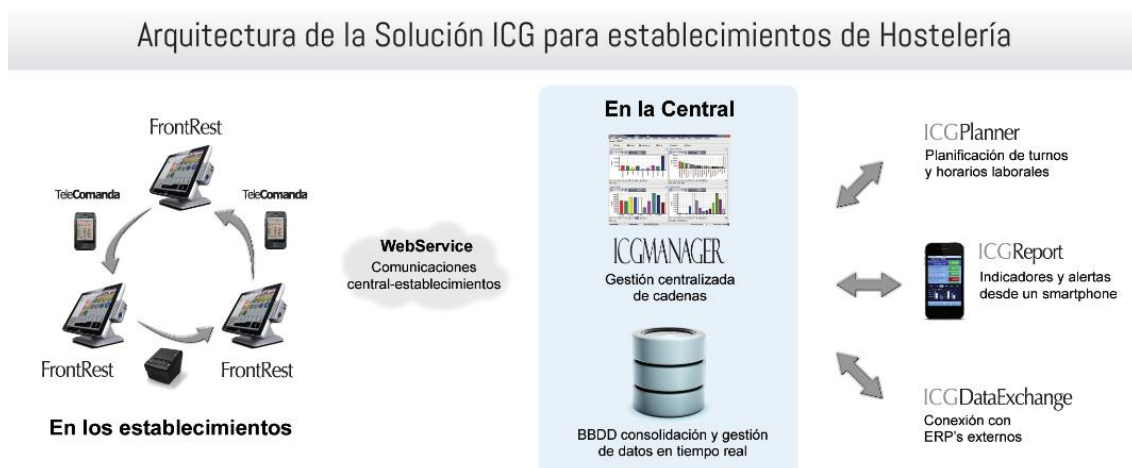 Arquitectura de la Solución ICG para establecimientos de Hostelería
FrontRest
TeleComanda
TeleComanda
FrontRest
FrontRest
En los establecimientos
WebService
Comunicaciones
central-establecimientos
En la Central
ICGMANAGER
Gestión centralizada
de cadenas
BBDD consolidación y gestión
de datos en tiempo real
ICGPlanner
Planificación de turnos
y horarios laborales
ICGReport
Indicadores y alertas
desde un smartphone
ICGDataExchange
Conexión con
ERP's externos